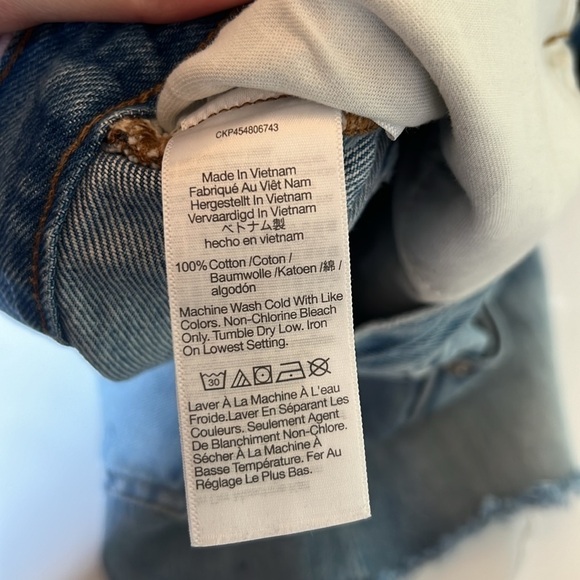 CKP454806743
Made In Vietnam
Fabriqué Au Viêt Nam
Hergestellt In Vietnam
Vervaardigd In Vietnam
ベトナム製
hecho en vietnam
100% Cotton /Coton /
Baumwolle /Katoen /綿 /
algodón
Machine Wash Cold With Like
Colors. Non-Chlorine Bleach
Only. Tumble Dry Low. Iron
On Lowest Setting.
30
Laver À La Machine À L'eau
Froide.Laver En Séparant Les
Couleurs. Seulement Agent
De Blanchiment Non-Chlore.
Sécher À La Machine À
Basse Température. Fer Au
Réglage Le Plus Bas.